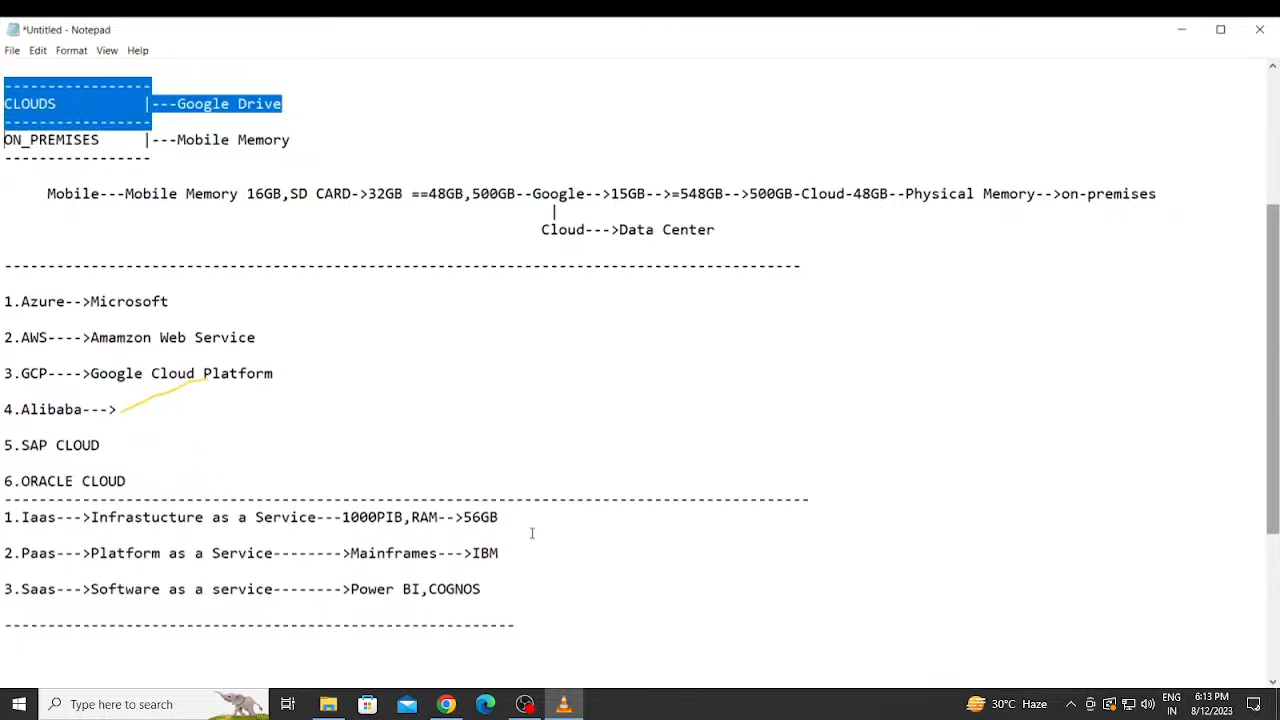 *Untitled - Notepad
File Edit Format View Help
-----------------
CLOUDS |---Google Drive
-----------------
ON_PREMISES |---Mobile Memory
-----------------
Mobile---Mobile Memory 16GB,SD CARD->32GB ==48GB,500GB--Google-->15GB-->=548GB-->500GB-Cloud-48GB--Physical Memory-->on-premises
|
Cloud--->Data Center
--------------------------------------------------------------------------------------------
1.Azure-->Microsoft
2.AWS---->Amamzon Web Service
3.GCP---->Google Cloud Platform
4.Alibaba--->
5.SAP CLOUD
6.ORACLE CLOUD
---------------------------------------------------------------------------------------------
1.Iaas--->Infrastucture as a Service---1000PIB,RAM-->56GB
2.Paas--->Platform as a Service-------->Mainframes--->IBM
3.Saas--->Software as a service-------->Power BI,COGNOS
-----------------------------------------------------------
Type here to search
30°C Haze
ENG
IN
6:13 PM
8/12/2023